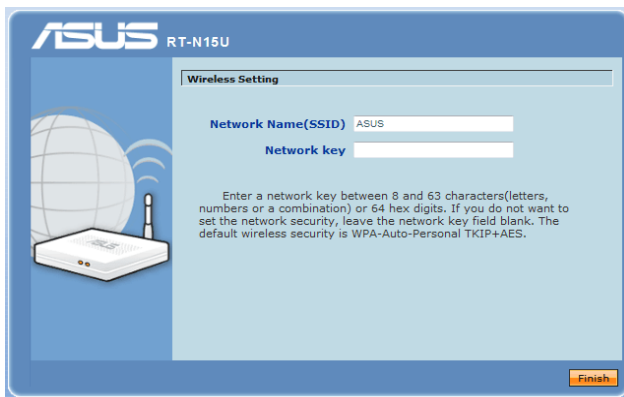 ASUS RT-N15U
Wireless Setting
Network Name(SSID) ASUS
Network key
Enter a network key between 8 and 63 characters(letters,
numbers or a combination) or 64 hex digits. If you do not want to
set the network security, leave the network key field blank. The
default wireless security is WPA-Auto-Personal TKIP+AES.
ASUS
Finish